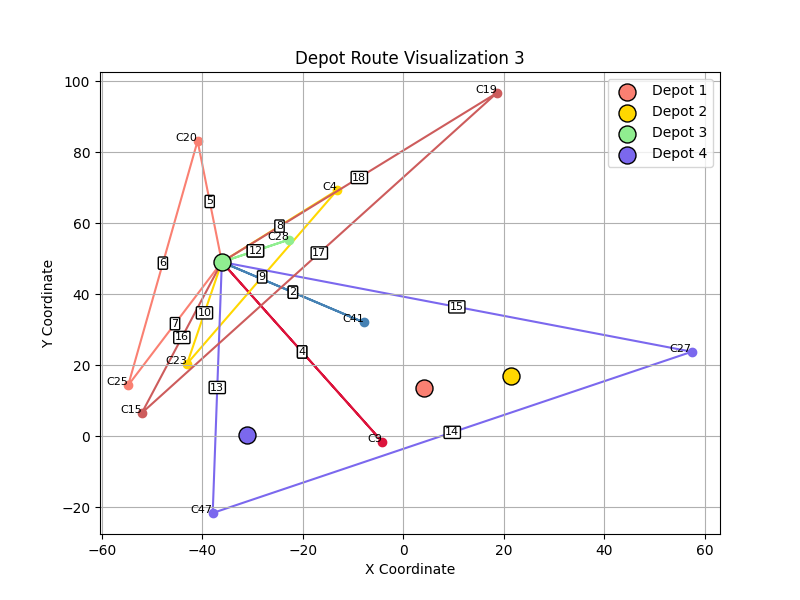 Depot Route Visualization 3
Depot 1
Depot 2
Depot 3
Depot 4
Y Coordinate
100
80
60
40
20
0
−20
C19
C20
18
C4
5
8
C28
12
17
6
9
2
15
10
C41
7
16
C27
4
C23
C25
13
C15
14
C9
C47
−60
−40
−20
0
20
40
60
X Coordinate